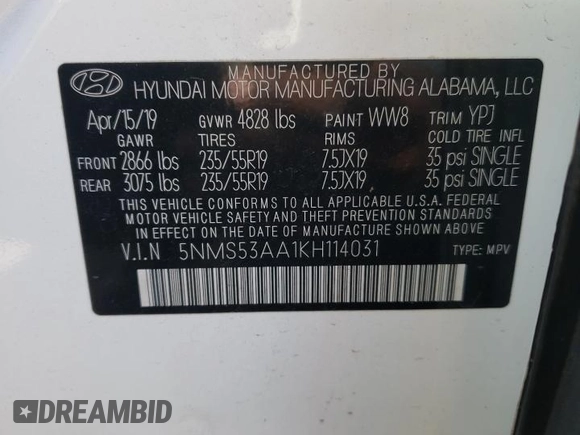 MANUFACTURED BY
HYUNDAI MOTOR MANUFACTURING ALABAMA, LLC
Apr/15/19 GVWR 4828 lbs PAINT WW8 TRIM YPJ
GAWR TIRES RIMS COLD TIRE INFL
FRONT 2866 lbs 235/55R19 7.5JX19 35 psi SINGLE
REAR 3075 lbs 235/55R19 7.5JX19 35 psi SINGLE
THIS VEHICLE CONFORMS TO ALL APPLICABLE U.S.A. FEDERAL
MOTOR VEHICLE SAFETY AND THEFT PREVENTION STANDARDS
IN EFFECT ON THE DATE OF MANUFACTURE SHOWN ABOVE.
V.I.N 5NMS53AA1KH114031 TYPE: MPV
DREAMBID